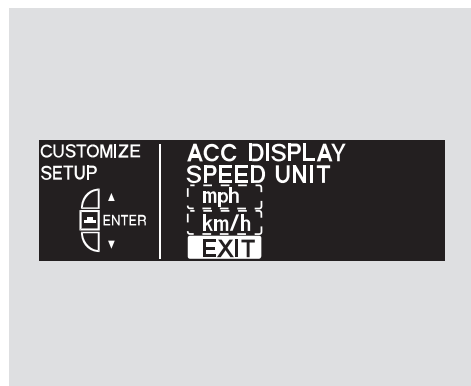 CUSTOMIZE
SETUP
ENTER
ACC DISPLAY
SPEED UNIT
mph
km/h
EXIT